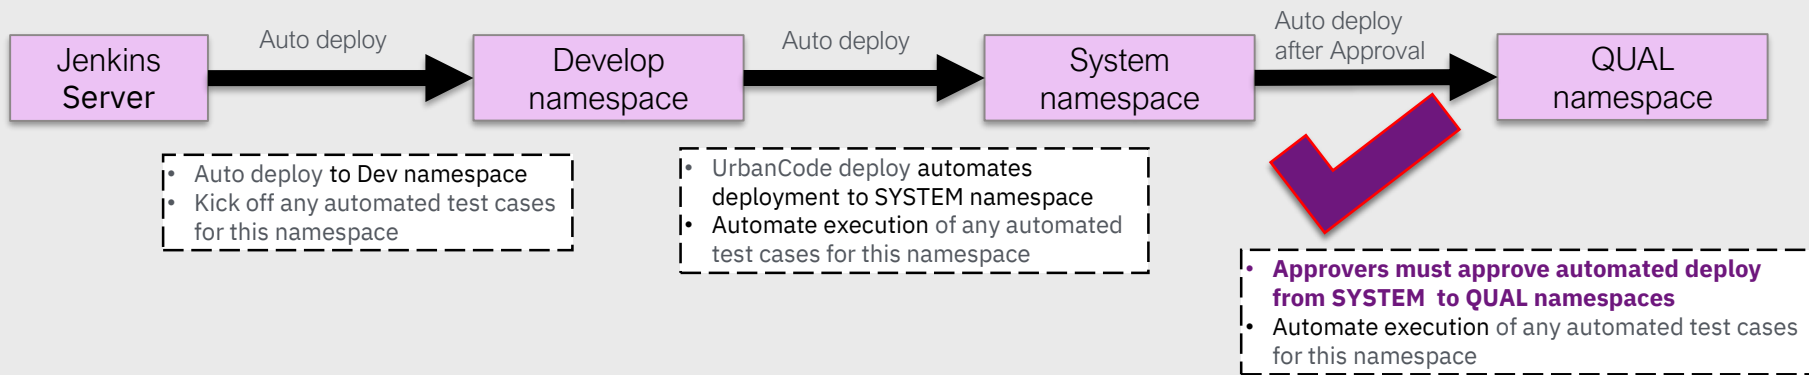 Jenkins
Server
Auto deploy
Develop
namespace
Auto deploy
System
namespace
Auto deploy
after Approval
QUAL
namespace
• Auto deploy to Dev namespace
• Kick off any automated test cases
for this namespace
• UrbanCode deploy automates
deployment to SYSTEM namespace
• Automate execution of any automated
test cases for this namespace
• Approvers must approve automated deploy
from SYSTEM to QUAL namespaces
• Automate execution of any automated test cases
for this namespace